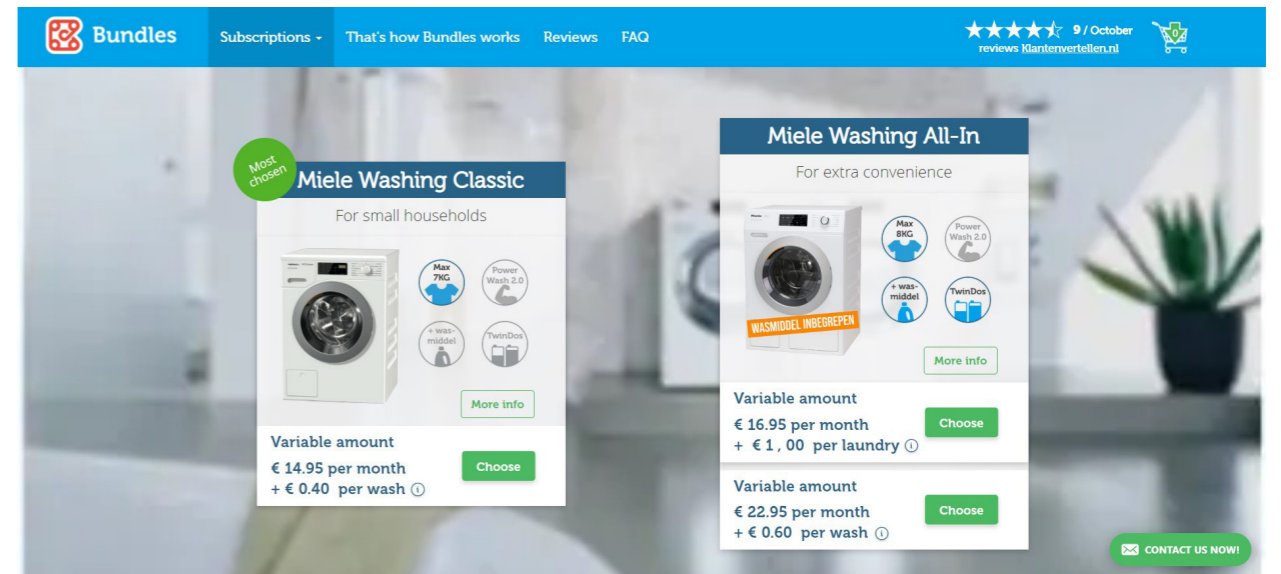 Bundles
Subscriptions
That's how Bundles works
Reviews
FAQ
9 / October
reviews Klantenvertellen.nl
0
Most
chosen
Miele Washing Classic
For small households
Max
7KG
Power
Wash 2.0
+ was-
middel
TwinDos
More info
Variable amount
€ 14.95 per month
+ € 0.40 per wash
Choose
Miele Washing All-In
For extra convenience
Max
8KG
Power
Wash 2.0
+ was-
middel
TwinDos
WASMIDDEL INBEGREPEN
More info
Variable amount
€ 16.95 per month
+ € 1 , 00 per laundry
Choose
Variable amount
€ 22.95 per month
+ € 0.60 per wash
Choose
CONTACT US NOW!